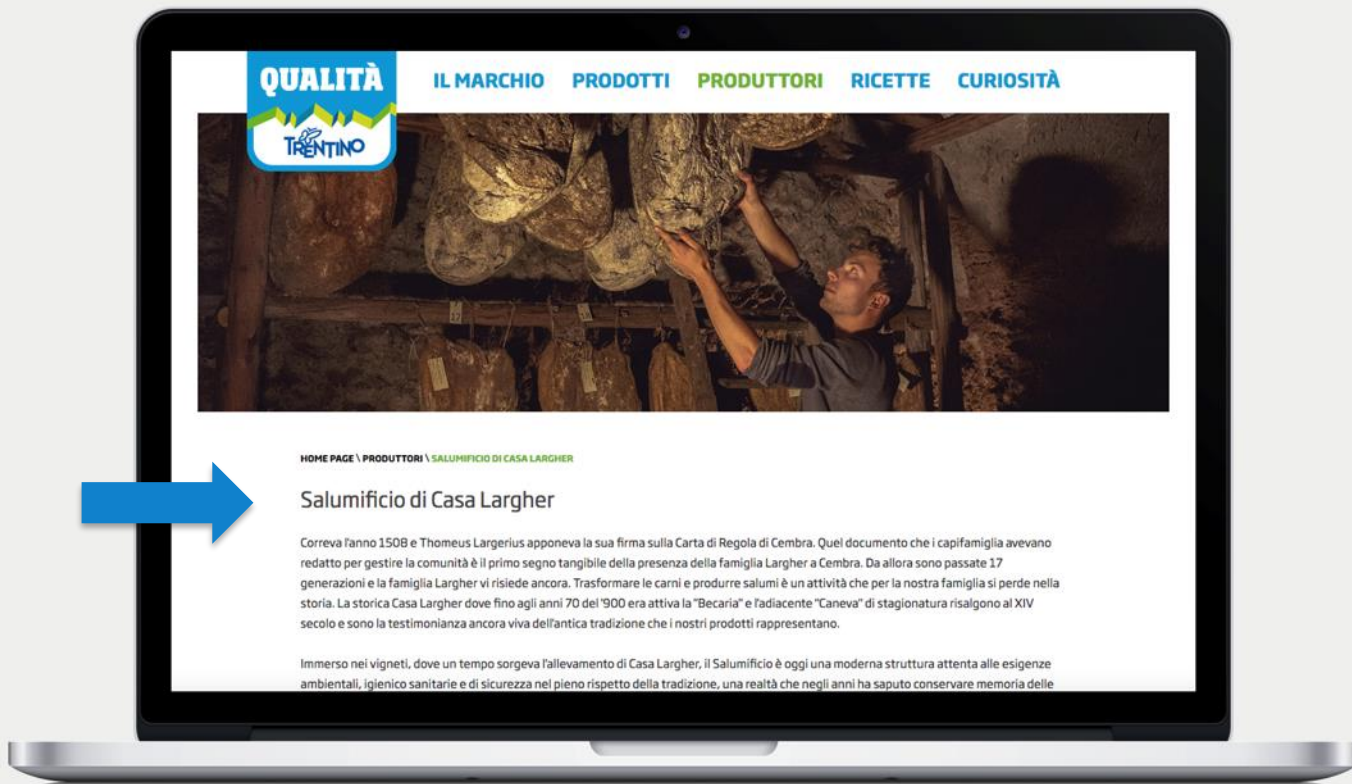 QUALITÀ
TRENTINO
IL MARCHIO PRODOTTI PRODUTTORI RICETTE CURIOSITÀ
12
HOME PAGE \ PRODUTTORI \ SALUMIFICIO DI CASA LARGHER
Salumificio di Casa Largher
Correva l'anno 1508 e Thomeus Largerius apponeva la sua firma sulla Carta di Regola di Cembra. Quel documento che i capifamiglia avevano
redatto per gestire la comunità è il primo segno tangibile della presenza della famiglia Largher a Cembra. Da allora sono passate 17
generazioni e la famiglia Largher vi risiede ancora. Trasformare le carni e produrre salumi è un attività che per la nostra famiglia si perde nella
storia. La storica Casa Largher dove fino agli anni 70 del '900 era attiva la "Becaria" e l'adiacente "Caneva" di stagionatura risalgono al XIV
secolo e sono la testimonianza ancora viva dell'antica tradizione che i nostri prodotti rappresentano.
Immerso nei vigneti, dove un tempo sorgeva l'allevamento di Casa Largher, il Salumificio è oggi una moderna struttura attenta alle esigenze
ambientali, igienico sanitarie e di sicurezza nel pieno rispetto della tradizione, una realtà che negli anni ha saputo conservare memoria delle